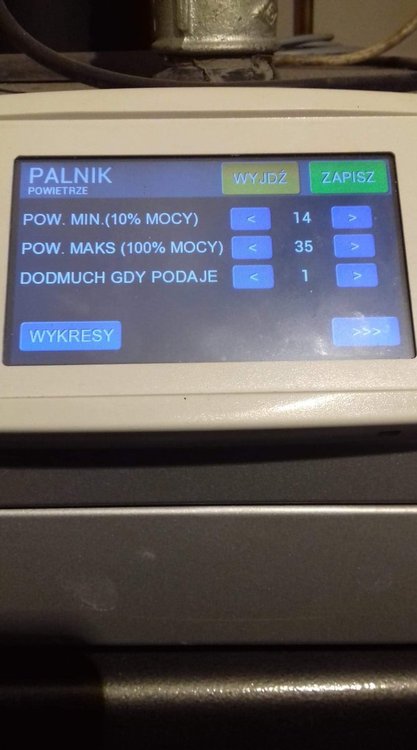 PALNIK
POWIETRZE
WYJDŹ
ZAPISZ
POW. MIN.(10% MOCY) < 14 >
POW. MAKS (100% MOCY) < 35 >
DODMUCH GDY PODAJE < 1 >
WYKRESY >>>